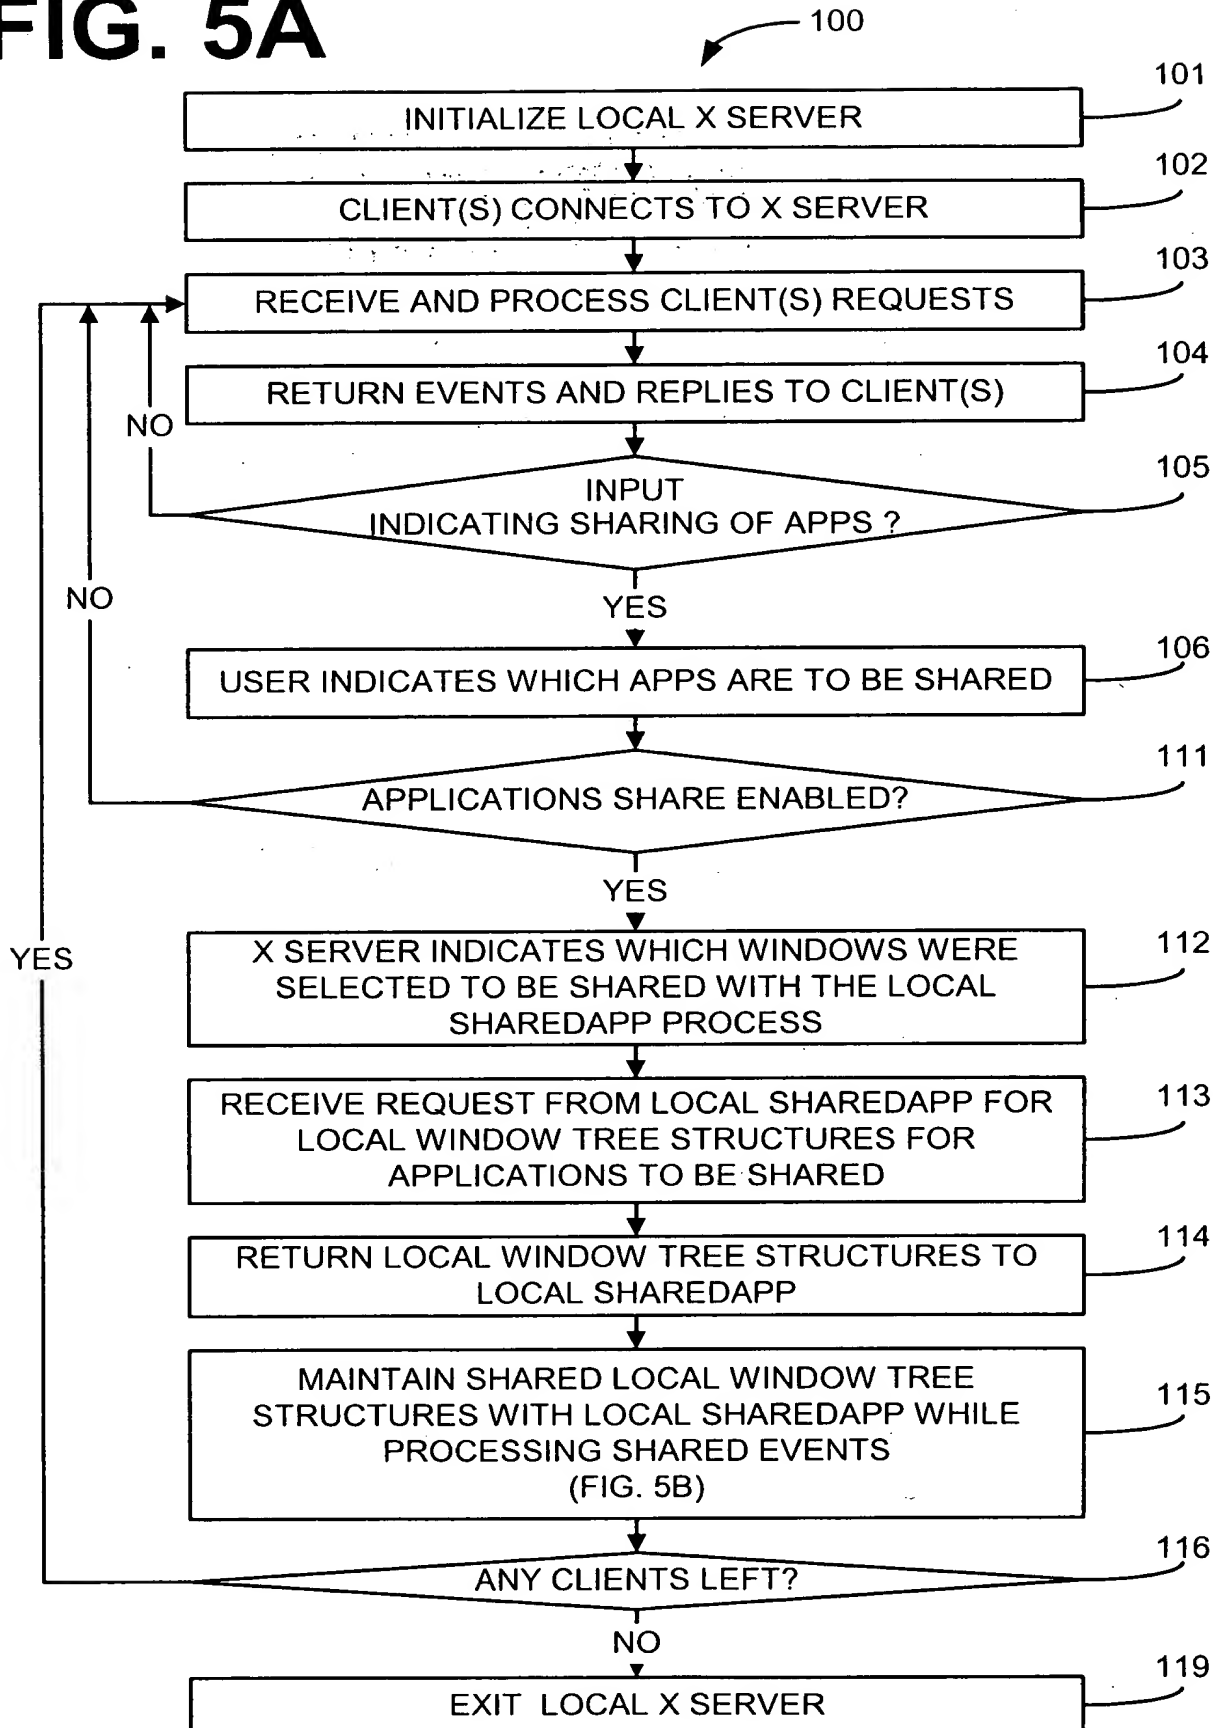 FIG. 5A
100
101
INITIALIZE LOCAL X SERVER
102
CLIENT(S) CONNECTS TO X SERVER
103
RECEIVE AND PROCESS CLIENT(S) REQUESTS
104
RETURN EVENTS AND REPLIES TO CLIENT(S)
NO
105
INPUT
INDICATING SHARING OF APPS ?
NO
YES
106
USER INDICATES WHICH APPS ARE TO BE SHARED
111
APPLICATIONS SHARE ENABLED?
YES
YES
112
X SERVER INDICATES WHICH WINDOWS WERE
SELECTED TO BE SHARED WITH THE LOCAL
SHAREDAPP PROCESS
113
RECEIVE REQUEST FROM LOCAL SHAREDAPP FOR
LOCAL WINDOW TREE STRUCTURES FOR
APPLICATIONS TO BE SHARED
114
RETURN LOCAL WINDOW TREE STRUCTURES TO
LOCAL SHAREDAPP
115
MAINTAIN SHARED LOCAL WINDOW TREE
STRUCTURES WITH LOCAL SHAREDAPP WHILE
PROCESSING SHARED EVENTS
(FIG. 5B)
116
ANY CLIENTS LEFT?
NO
119
EXIT LOCAL X SERVER